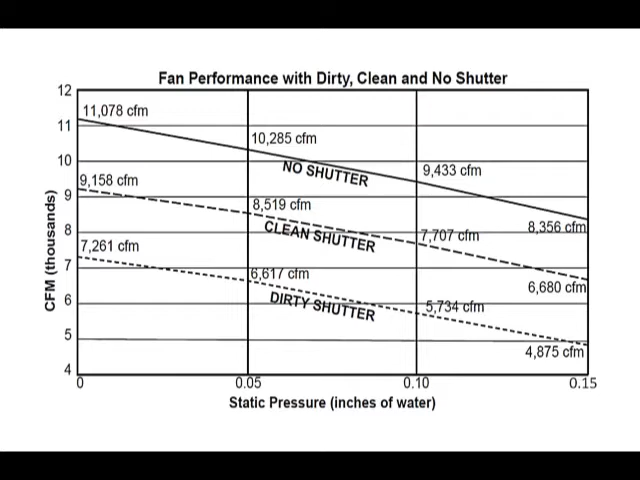 Fan Performance with Dirty, Clean and No Shutter
12
11,078 cfm
11
10,285 cfm
10
NO SHUTTER
9,433 cfm
9,158 cfm
9
8,519 cfm
8,356 cfm
8
CLEAN SHUTTER
7,707 cfm
7,261 cfm
7
6,617 cfm
6,680 cfm
6
DIRTY SHUTTER
5,734 cfm
5
4,875 cfm
4
CFM (thousands)
0
0.05
0.10
0.15
Static Pressure (inches of water)